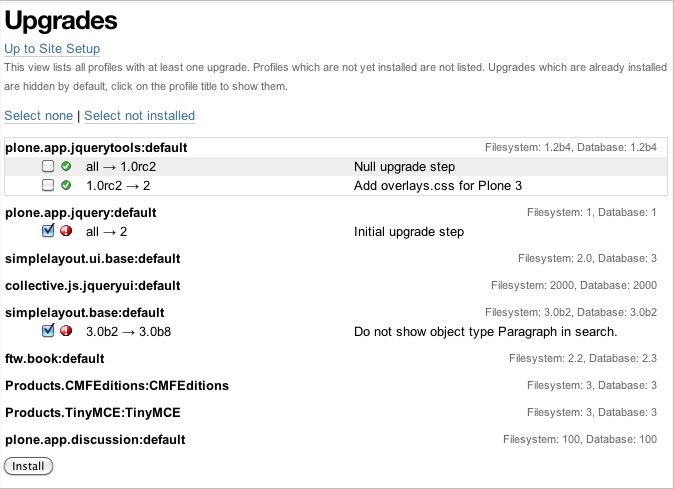 Upgrades
Up to Site Setup
This view lists all profiles with at least one upgrade. Profiles which are not yet installed are not listed. Upgrades which are already installed
are hidden by default, click on the profile title to show them.
Select none | Select not installed
plone.app.jquerytools:default Filesystem: 1.2b4, Database: 1.2b4
all → 1.0rc2 Null upgrade step
1.0rc2 → 2 Add overlays.css for Plone 3
plone.app.jquery:default Filesystem: 1, Database: 1
all → 2 Initial upgrade step
simplelayout.ui.base:default Filesystem: 2.0, Database: 3
collective.js.jqueryui:default Filesystem: 2000, Database: 2000
simplelayout.base:default Filesystem: 3.0b2, Database: 3.0b2
3.0b2 → 3.0b8 Do not show object type Paragraph in search.
ftw.book:default Filesystem: 2.2, Database: 2.3
Products.CMFEditions:CMFEditions Filesystem: 3, Database: 3
Products.TinyMCE:TinyMCE Filesystem: 3, Database: 3
plone.app.discussion:default Filesystem: 100, Database: 100
Install